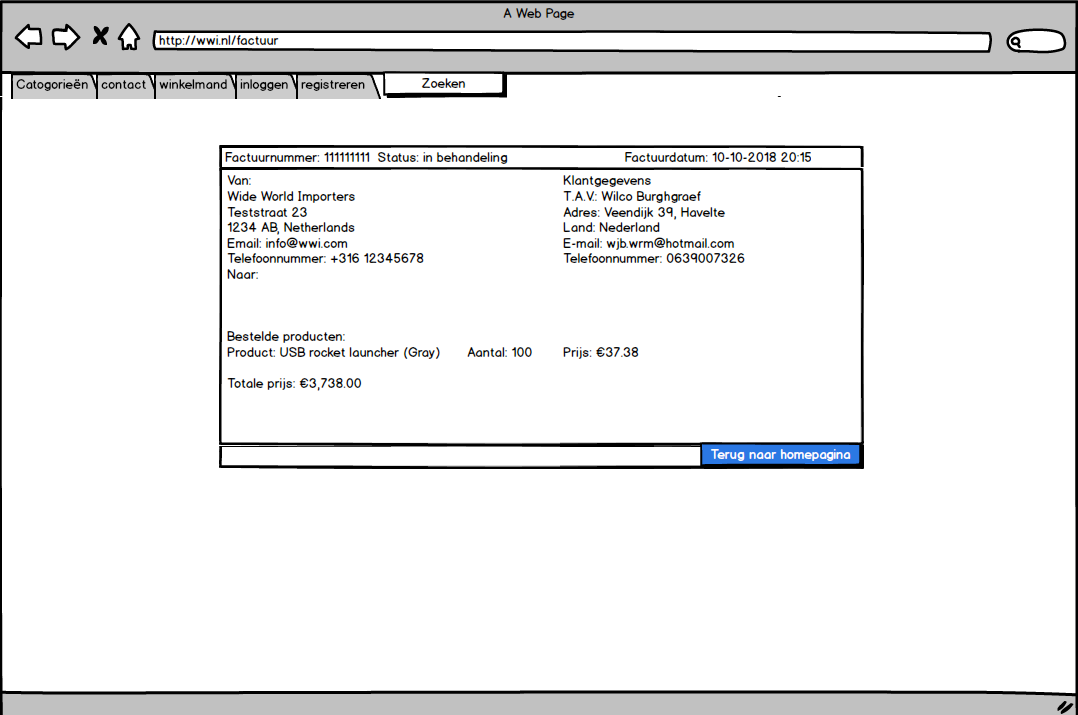 A Web Page
http://wwi.nl/factuur
Catogorieën contact winkelmand inloggen registreren Zoeken
Factuurnummer: 111111111 Status: in behandeling Factuurdatum: 10-10-2018 20:15
Van: Klantgegevens
Wide World Importers T.A.V.: Wilco Burghgraef
Teststraat 23 Adres: Veendijk 39, Havelte
1234 AB, Netherlands Land: Nederland
Email: info@wwi.com E-mail: wjb.wrm@hotmail.com
Telefoonnummer: +316 12345678 Telefoonnummer: 0639007326
Naar:
Bestelde producten:
Product: USB rocket launcher (Gray) Aantal: 100 Prijs: €37.38
Totale prijs: €3,738.00
Terug naar homepagina